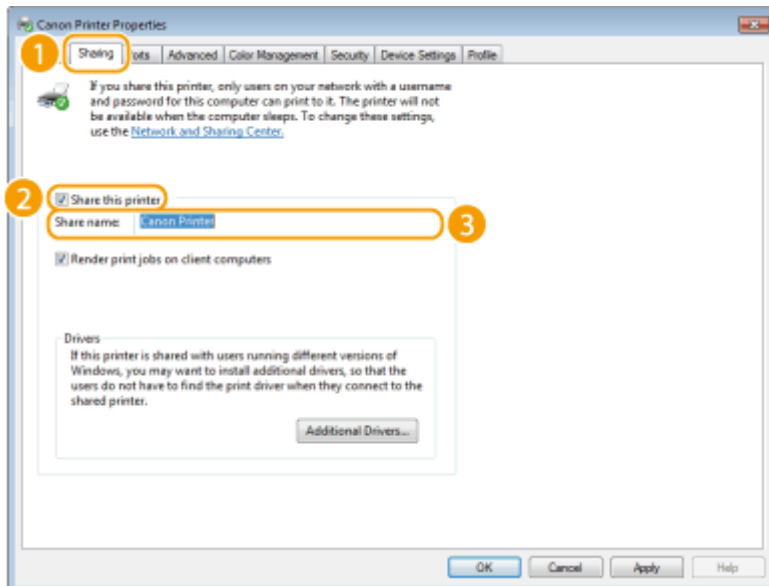 Canon Printer Properties
1 Sharing Ports Advanced Color Management Security Device Settings Profile
If you share this printer, only users on your network with a username
and password for this computer can print to it. The printer will not
be available when the computer sleeps. To change these settings,
use the Network and Sharing Center.
2 Share this printer
Share name: Canon Printer 3
Render print jobs on client computers
Drivers
If this printer is shared with users running different versions of
Windows, you may want to install additional drivers, so that the
users do not have to find the print driver when they connect to the
shared printer.
Additional Drivers...
OK Cancel Apply Help